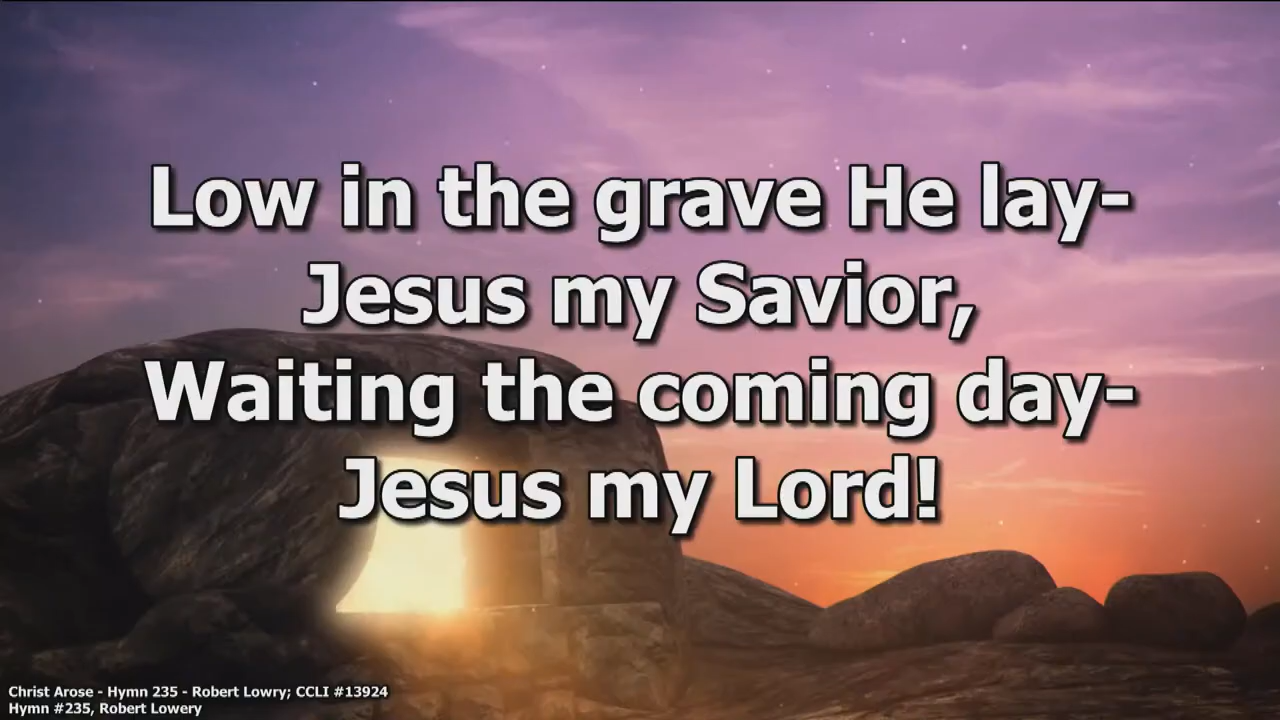 Low in the grave He lay-
Jesus my Savior,
Waiting the coming day-
Jesus my Lord!
Christ Arose - Hymn 235 - Robert Lowry; CCLI #13924
Hymn #235, Robert Lowery